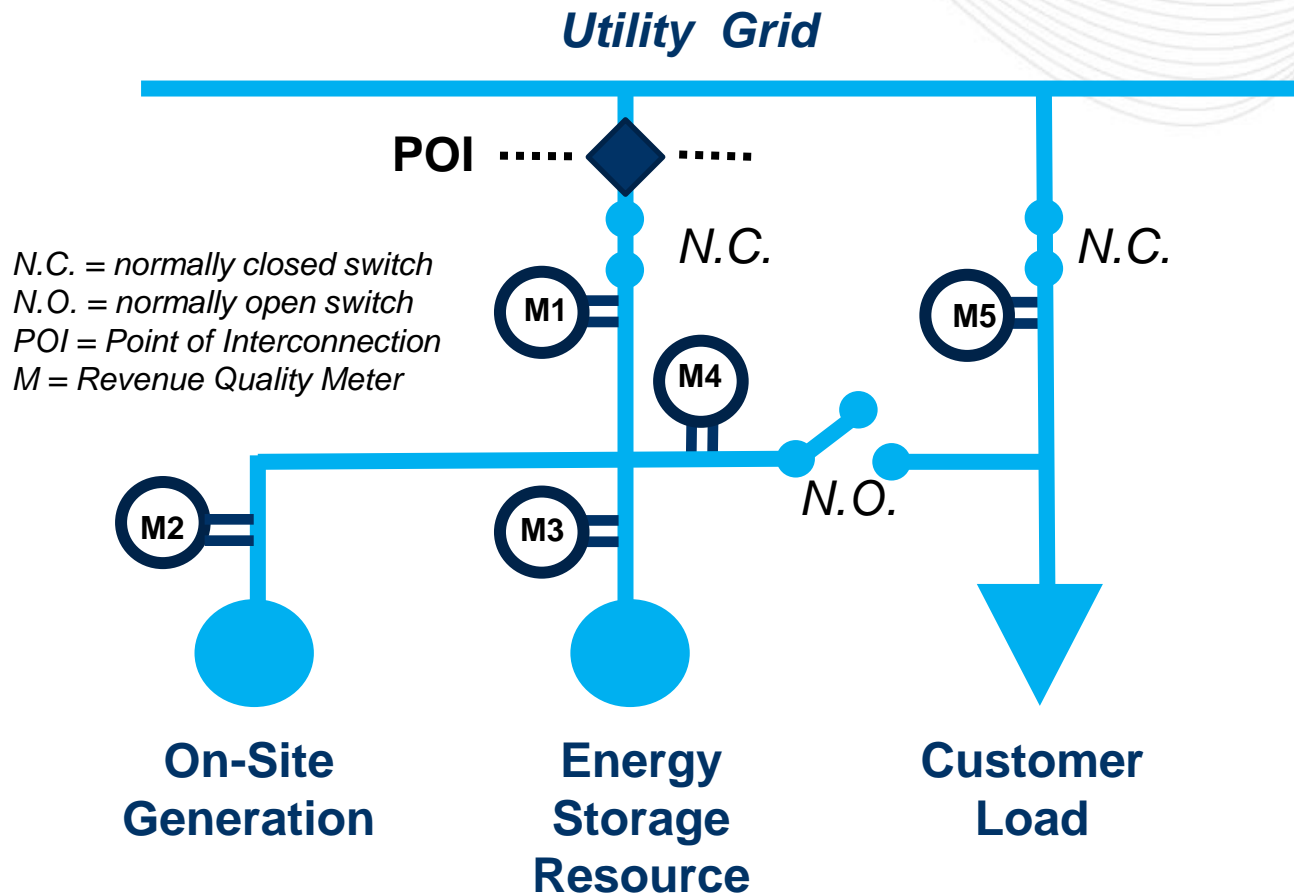 Utility Grid
POI
N.C.
N.C.
N.C. = normally closed switch
N.O. = normally open switch
POI = Point of Interconnection
M = Revenue Quality Meter
M1
M5
M4
N.O.
M2
M3
On-Site
Generation
Energy
Storage
Resource
Customer
Load